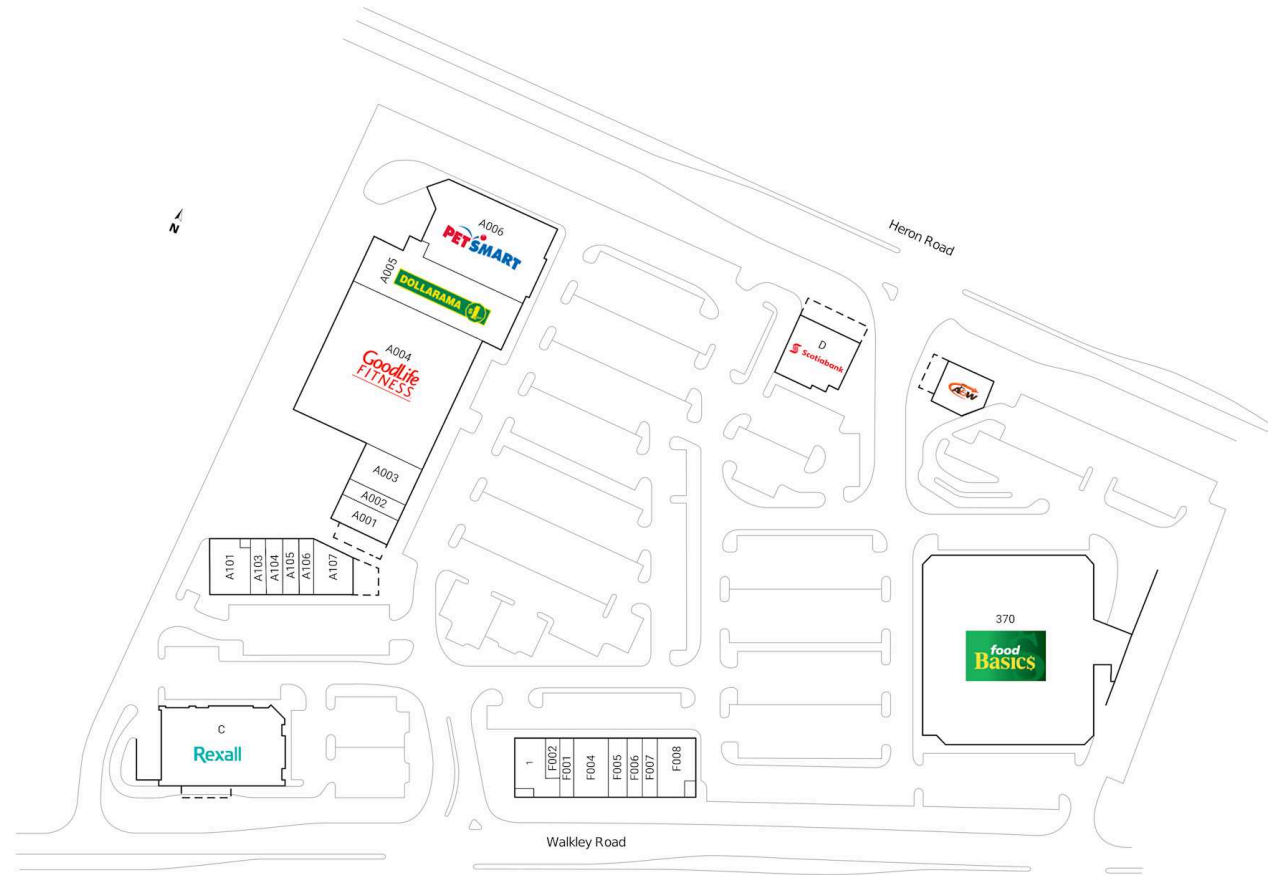 Heron Road
N
A006
PETSMART
A005
DOLLARAMA
D
Scotiabank
A004
GoodLife
FITNESS
A&W
A003
A002
A001
A101
A103
A104
A105
A106
A107
370
food
Basics
C
Rexall
1
F002
F001
F004
F005
F006
F007
F008
Walkley Road